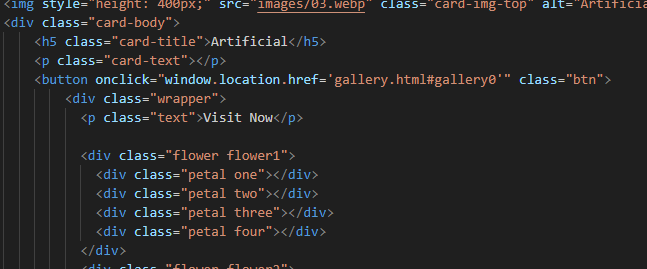 <img style="height: 400px;" src="images/03.webp" class="card-img-top" alt="Artificia
<div class="card-body">
<h5 class="card-title">Artificial</h5>
<p class="card-text"></p>
<button onclick="window.location.href='gallery.html#gallery0'" class="btn">
<div class="wrapper">
<p class="text">Visit Now</p>
<div class="flower flower1">
<div class="petal one"></div>
<div class="petal two"></div>
<div class="petal three"></div>
<div class="petal four"></div>
</div>
<div class="flower flower2">